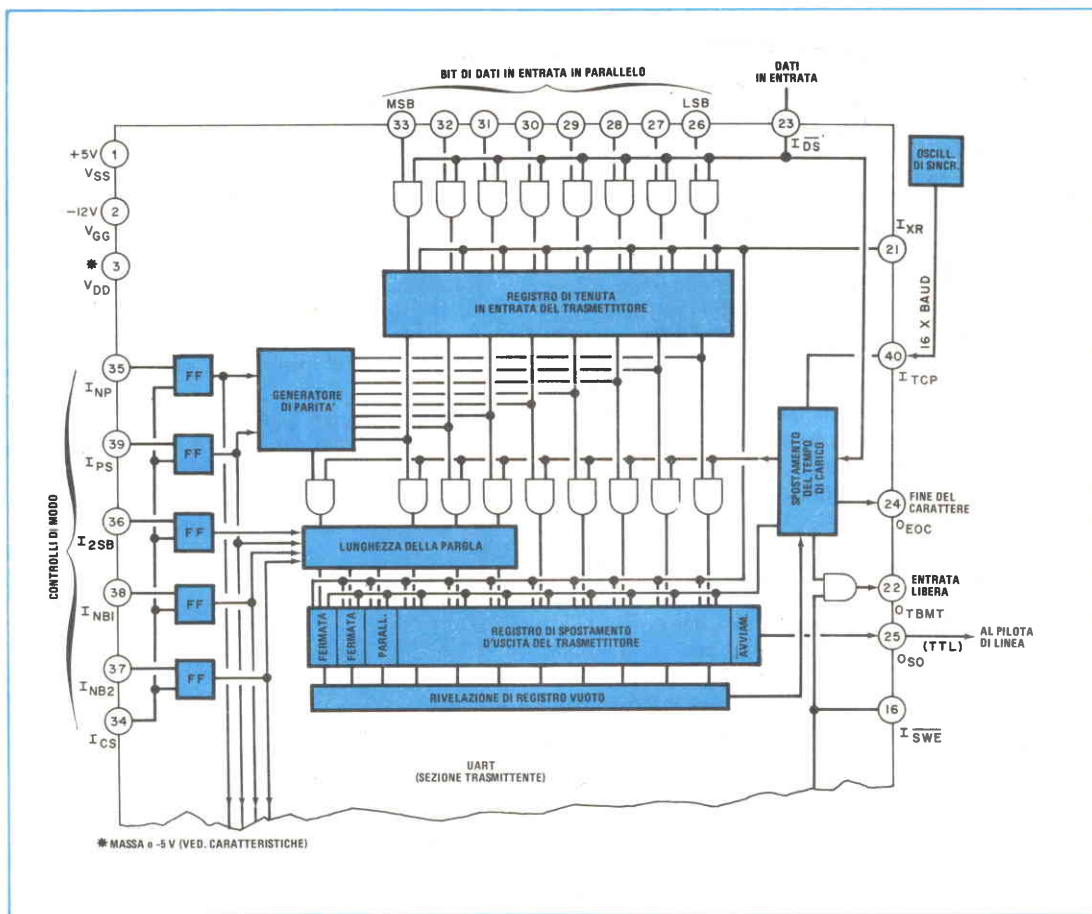 BIT DI DATI IN ENTRATA IN PARALLELO
DATI
IN ENTRATA
MSB
LSB
33
32
31
30
29
28
27
26
23
I DS
+5V
1
VSS
-12V
2
VGG
*
3
VDD
OSCILL.
DI SINCR.
IXR
21
16 X BAUD
40
ITCP
REGISTRO DI TENUTA
IN ENTRATA DEL TRASMETTITORE
CONTROLLI DI MODO
35
INP
FF
GENERATORE
DI PARITA'
39
IPS
FF
36
I2SB
FF
38
INB1
FF
37
INB2
FF
34
ICS
SPOSTAMENTO
DEL TEMPO
DI CARICO
24
FINE DEL
CARATTERE
OEOC
LUNGHEZZA DELLA PAROLA
22
ENTRATA
LIBERA
OTBMT
FERMATA
FERMATA
PARALL.
REGISTRO DI SPOSTAMENTO
D'USCITA DEL TRASMETTITORE
AVVIAM.
25
(TTL)
AL PILOTA
DI LINEA
OSO
RIVELAZIONE DI REGISTRO VUOTO
16
I SWE
UART
(SEZIONE TRASMITTENTE)
* MASSA o -5 V (VED. CARATTERISTICHE)